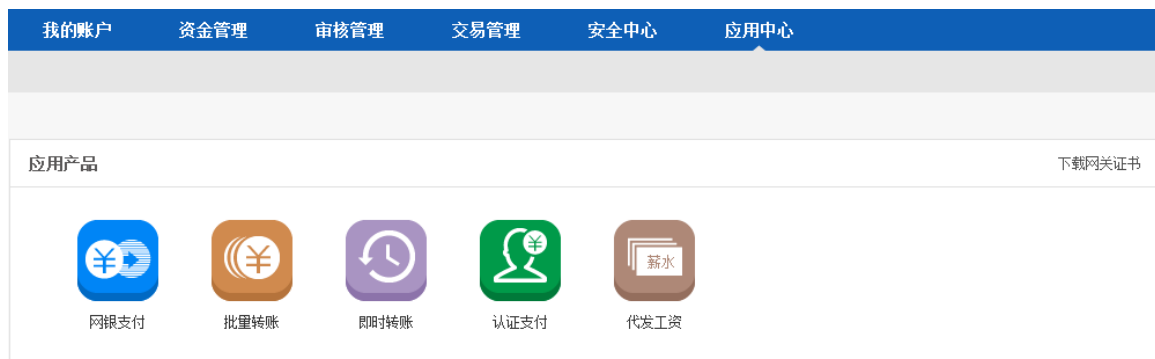 我的账户 资金管理 审核管理 交易管理 安全中心 应用中心
应用产品 下载网关证书
薪水
网银支付 批量转账 即时转账 认证支付 代发工资